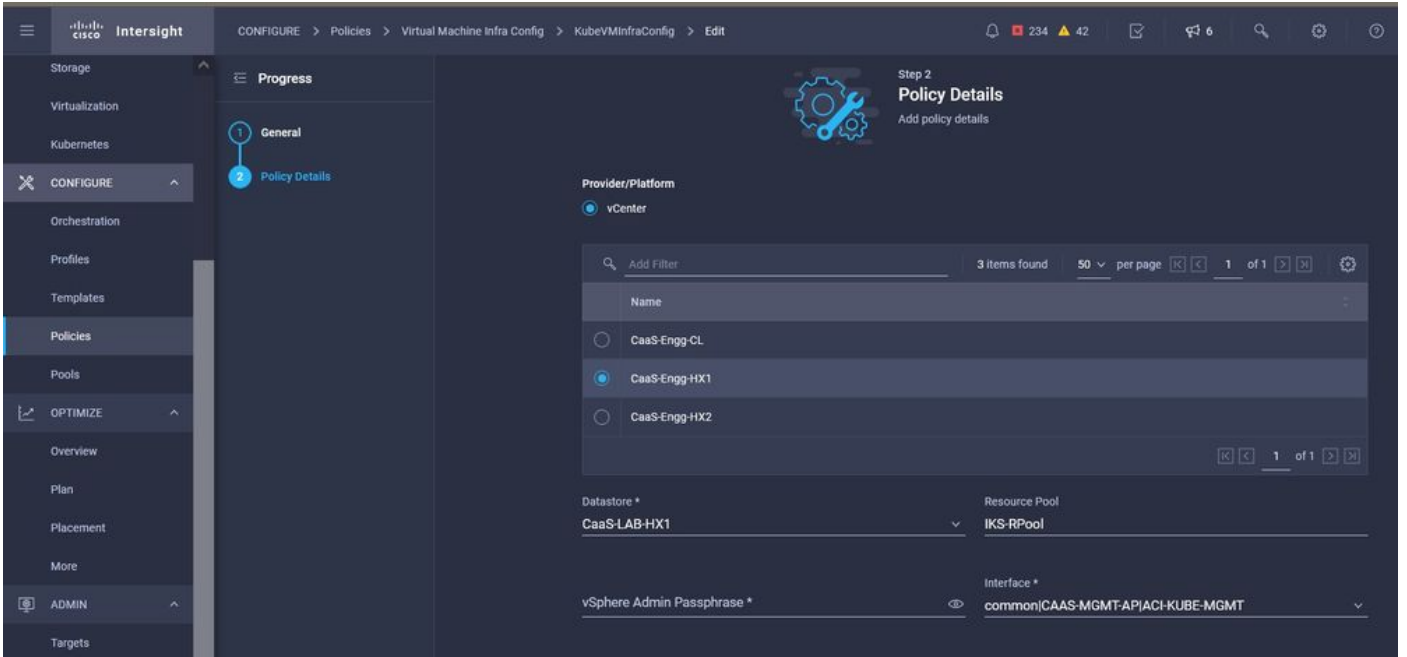 cisco Intersight
CONFIGURE > Policies > Virtual Machine Infra Config > KubeVMInfraConfig > Edit
234 42
6
Storage
Virtualization
Kubernetes
CONFIGURE
Orchestration
Profiles
Templates
Policies
Pools
OPTIMIZE
Overview
Plan
Placement
More
ADMIN
Targets
Progress
1 General
2 Policy Details
Step 2
Policy Details
Add policy details
Provider/Platform
vCenter
Add Filter
3 items found 50 per page 1 of 1
Name
CaaS-Engg-CL
CaaS-Engg-HX1
CaaS-Engg-HX2
1 of 1
Datastore *
CaaS-LAB-HX1
Resource Pool
IKS-RPool
vSphere Admin Passphrase *
Interface *
common|CAAS-MGMT-AP|ACI-KUBE-MGMT